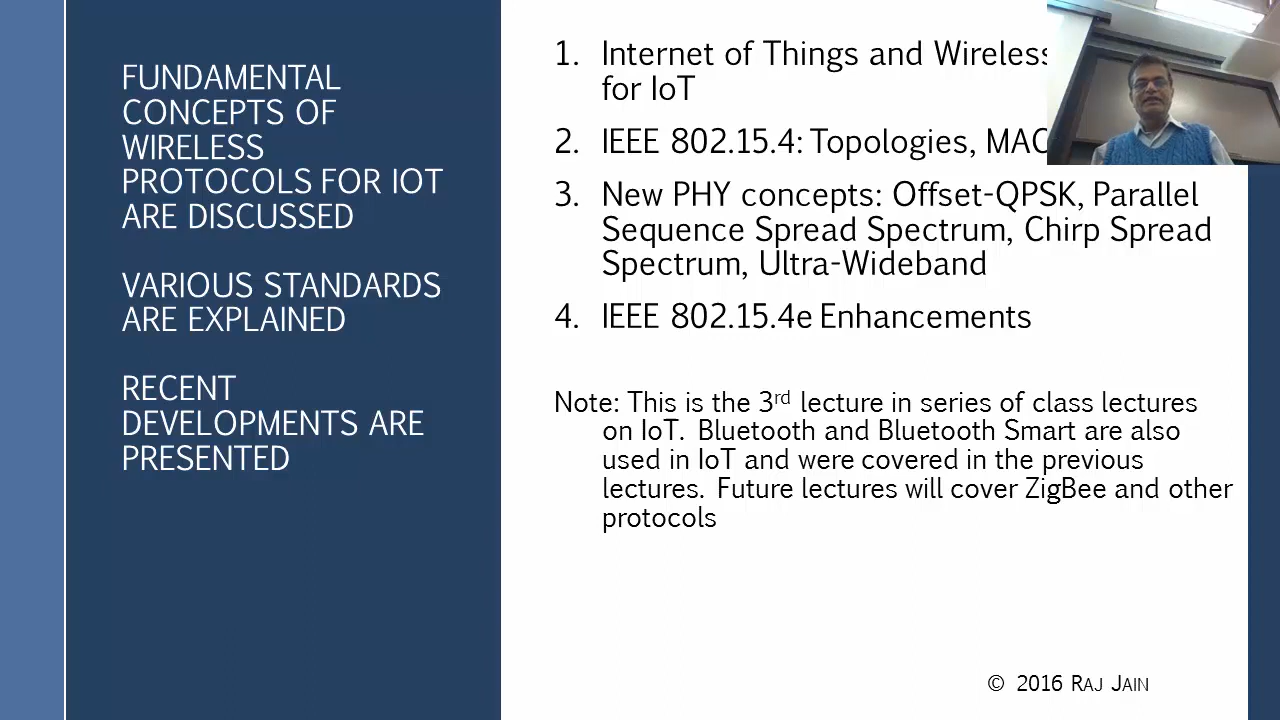 FUNDAMENTAL
CONCEPTS OF
WIRELESS
PROTOCOLS FOR IOT
ARE DISCUSSED
VARIOUS STANDARDS
ARE EXPLAINED
RECENT
DEVELOPMENTS ARE
PRESENTED
1. Internet of Things and Wireless
for IoT
2. IEEE 802.15.4: Topologies, MAC
3. New PHY concepts: Offset-QPSK, Parallel
Sequence Spread Spectrum, Chirp Spread
Spectrum, Ultra-Wideband
4. IEEE 802.15.4e Enhancements
Note: This is the 3rd lecture in series of class lectures
on IoT. Bluetooth and Bluetooth Smart are also
used in IoT and were covered in the previous
lectures. Future lectures will cover ZigBee and other
protocols
© 2016 RAJ JAIN